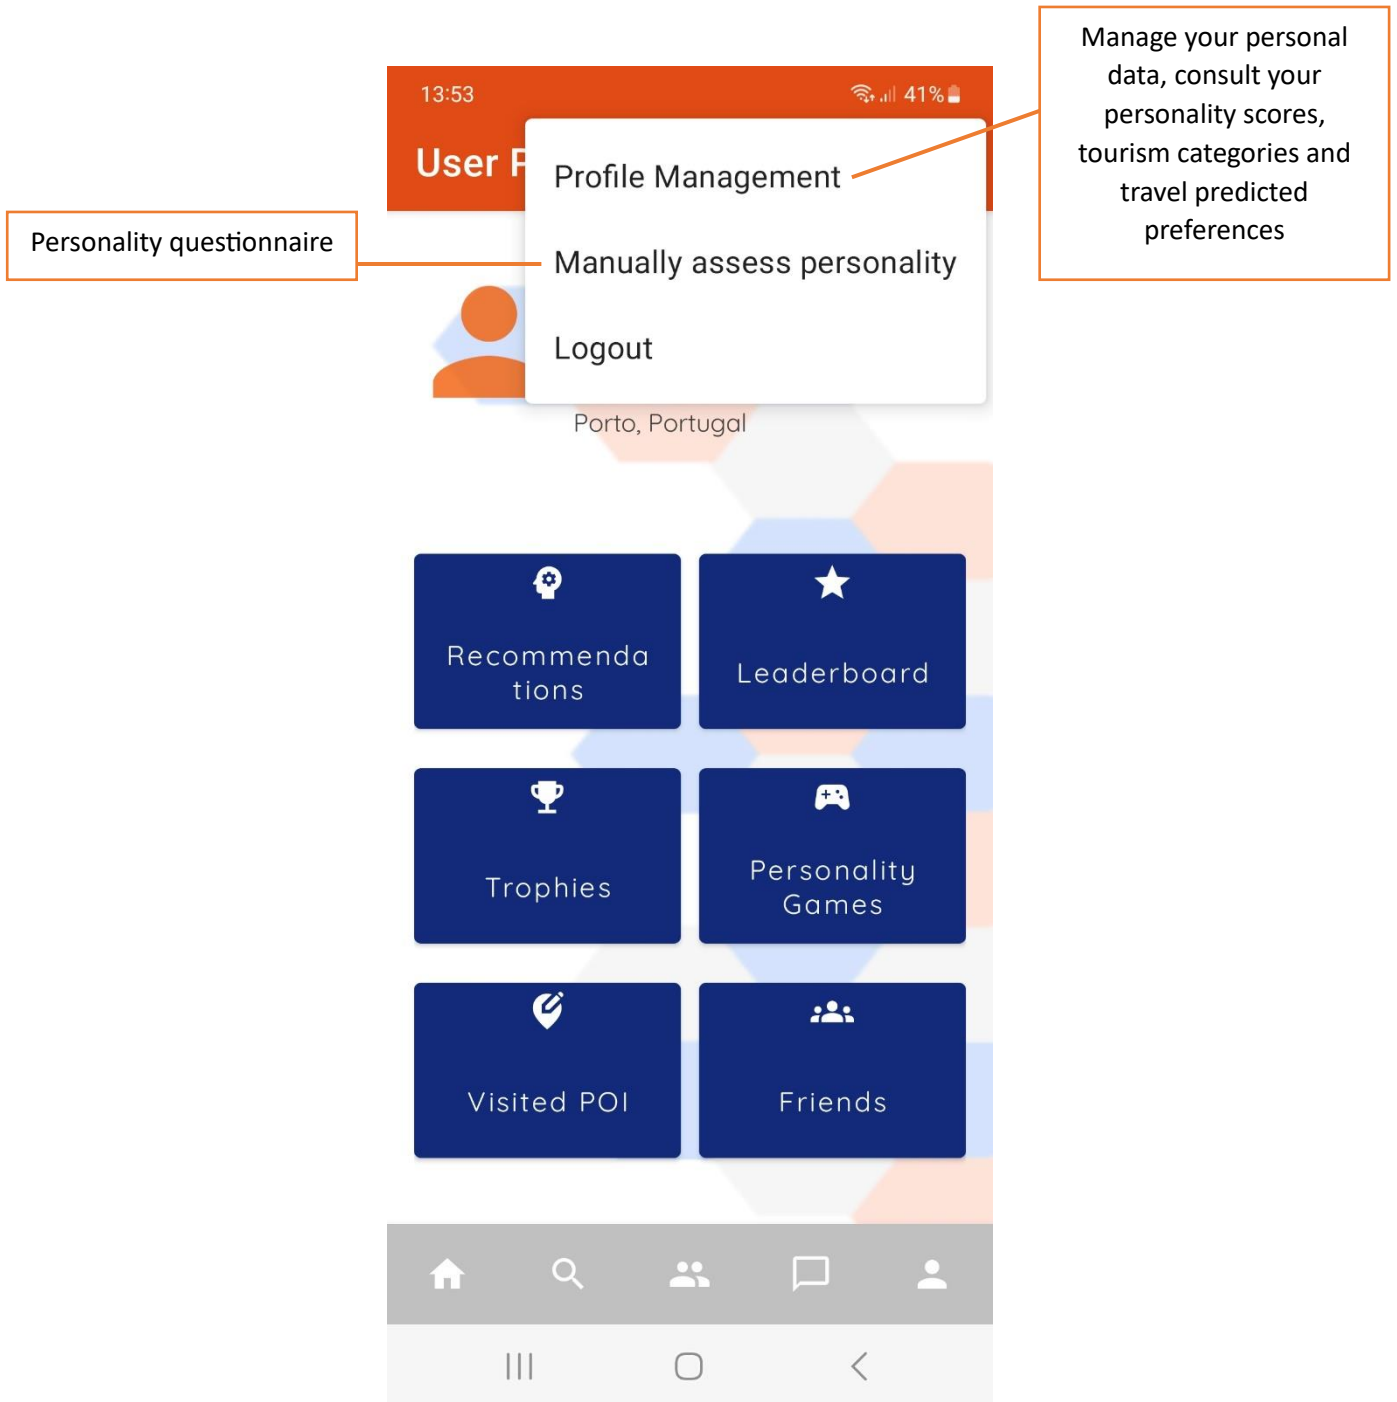 Manage your personal
data, consult your
personality scores,
tourism categories and
travel predicted
preferences
13:53
41%
User P
Profile Management
Personality questionnaire
Manually assess personality
Logout
Porto, Portugal
Recommenda
tions
Leaderboard
Trophies
Personality
Games
Visited POI
Friends